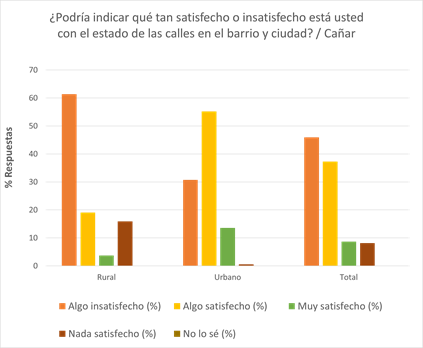 ¿Podría indicar qué tan satisfecho o insatisfecho está usted
con el estado de las calles en el barrio y ciudad? / Cañar
% Respuestas
70
60
50
40
30
20
10
0
Rural Urbano Total
Algo insatisfecho (%) Algo satisfecho (%) Muy satisfecho (%)
Nada satisfecho (%) No lo sé (%)